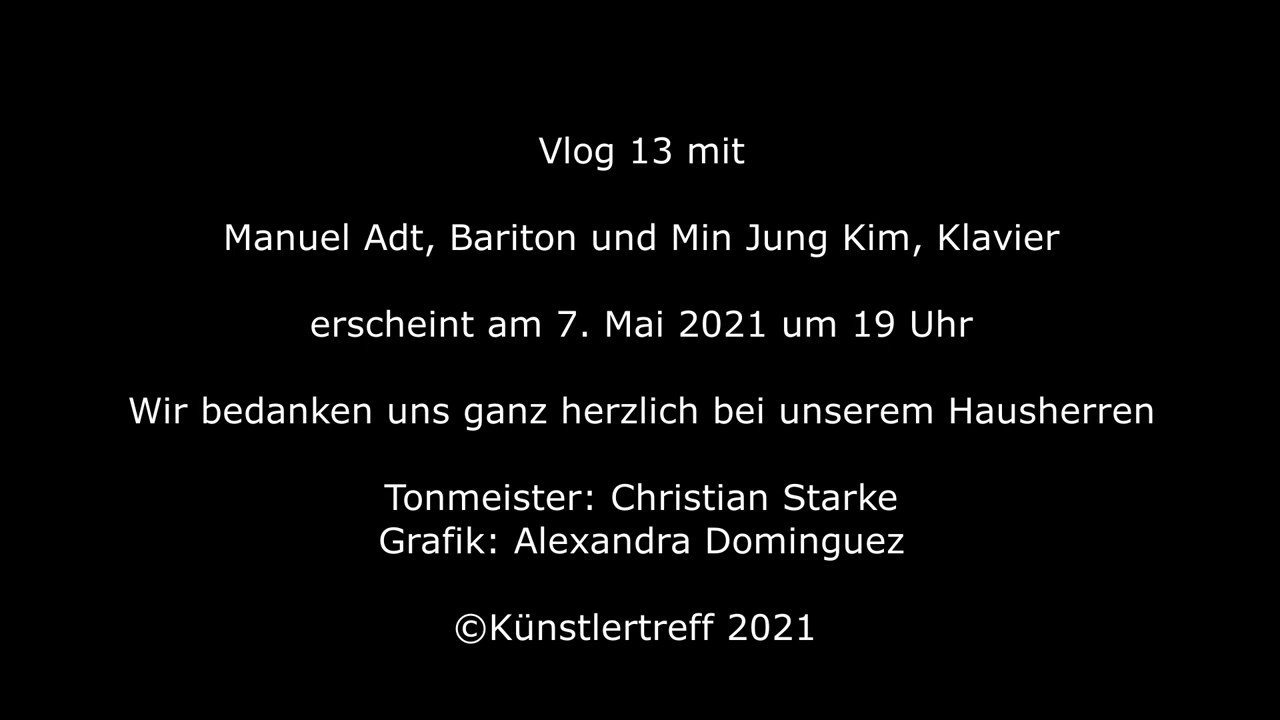 Vlog 13 mit
Manuel Adt, Bariton und Min Jung Kim, Klavier
erscheint am 7. Mai 2021 um 19 Uhr
Wir bedanken uns ganz herzlich bei unserem Hausherren
Tonmeister: Christian Starke
Grafik: Alexandra Dominguez
©Künstlertreff 2021